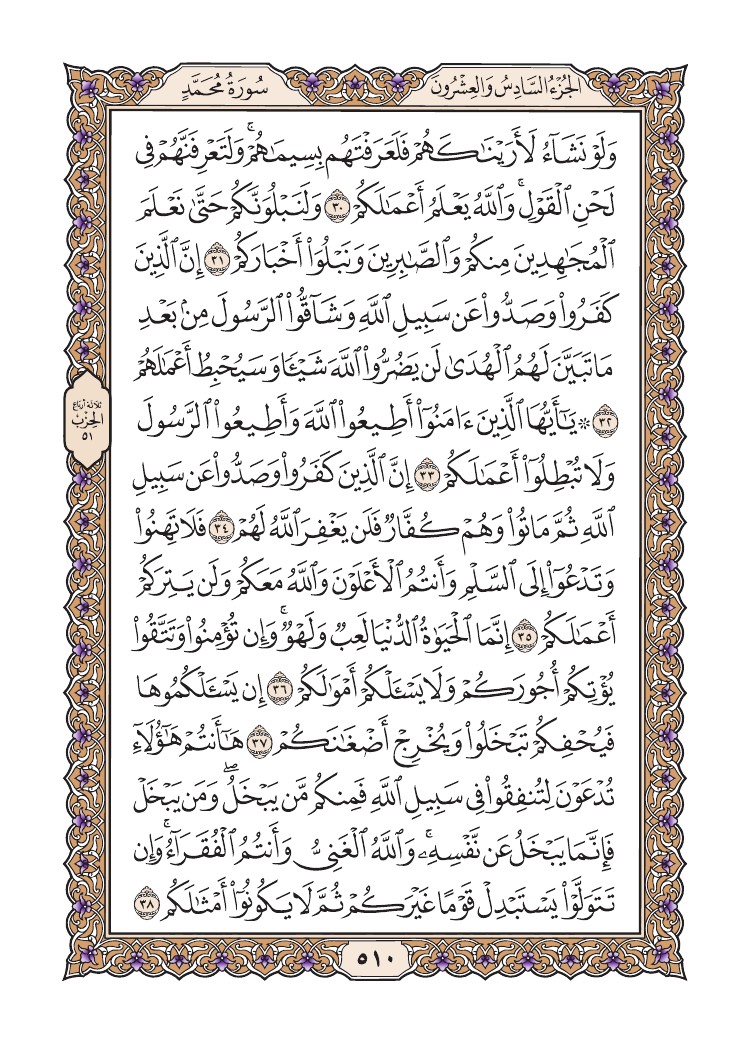 الجُزْءُ السَّادِسُ وَالعِشْرُونَ
سُورَةُ مُحَمَّدٍ
وَلَوْ نَشَآءُ لَأَرَيْنَٰكَهُمْ فَلَعَرَفْتَهُم بِسِيمَٰهُمْ ۚ وَلَتَعْرِفَنَّهُمْ فِى
لَحْنِ ٱلْقَوْلِ ۚ وَٱللَّهُ يَعْلَمُ أَعْمَٰلَكُمْ ٣٠ وَلَنَبْلُوَنَّكُمْ حَتَّىٰ نَعْلَمَ
ٱلْمُجَٰهِدِينَ مِنكُمْ وَٱلصَّٰبِرِينَ وَنَبْلُوَا۟ أَخْبَارَكُمْ ٣١ إِنَّ ٱلَّذِينَ
كَفَرُوا۟ وَصَدُّوا۟ عَن سَبِيلِ ٱللَّهِ وَشَآقُّوا۟ ٱلرَّسُولَ مِنۢ بَعْدِ
مَا تَبَيَّنَ لَهُمُ ٱلْهُدَىٰ لَن يَضُرُّوا۟ ٱللَّهَ شَيْـًٔا وَسَيُحْبِطُ أَعْمَٰلَهُمْ
٣٢ ۞ يَٰٓأَيُّهَا ٱلَّذِينَ ءَامَنُوٓا۟ أَطِيعُوا۟ ٱللَّهَ وَأَطِيعُوا۟ ٱلرَّسُولَ
وَلَا تُبْطِلُوٓا۟ أَعْمَٰلَكُمْ ٣٣ إِنَّ ٱلَّذِينَ كَفَرُوا۟ وَصَدُّوا۟ عَن سَبِيلِ
ٱللَّهِ ثُمَّ مَاتُوا۟ وَهُمْ كُفَّارٌ فَلَن يَغْفِرَ ٱللَّهُ لَهُمْ ٣٤ فَلَا تَهِنُوا۟
وَتَدْعُوٓا۟ إِلَى ٱلسَّلْمِ وَأَنتُمُ ٱلْأَعْلَوْنَ وَٱللَّهُ مَعَكُمْ وَلَن يَتِرَكُمْ
أَعْمَٰلَكُمْ ٣٥ إِنَّمَا ٱلْحَيَوٰةُ ٱلدُّنْيَا لَعِبٌ وَلَهْوٌ ۚ وَإِن تُؤْمِنُوا۟ وَتَتَّقُوا۟
يُؤْتِكُمْ أُجُورَكُمْ وَلَا يَسْـَٔلْكُمْ أَمْوَٰلَكُمْ ٣٦ إِن يَسْـَٔلْكُمُوهَا
فَيُحْفِكُمْ تَبْخَلُوا۟ وَيُخْرِجْ أَضْغَٰنَكُمْ ٣٧ هَٰٓأَنتُمْ هَٰٓؤُلَآءِ
تُدْعَوْنَ لِتُنفِقُوا۟ فِى سَبِيلِ ٱللَّهِ فَمِنكُم مَّن يَبْخَلُ ۖ وَمَن يَبْخَلْ
فَإِنَّمَا يَبْخَلُ عَن نَّفْسِهِۦ ۚ وَٱللَّهُ ٱلْغَنِىُّ وَأَنتُمُ ٱلْفُقَرَآءُ ۚ وَإِن
تَتَوَلَّوْا۟ يَسْتَبْدِلْ قَوْمًا غَيْرَكُمْ ثُمَّ لَا يَكُونُوٓا۟ أَمْثَٰلَكُم ٣٨
ثلاثة أرباع
الحِزْب
٥١
٥١٠